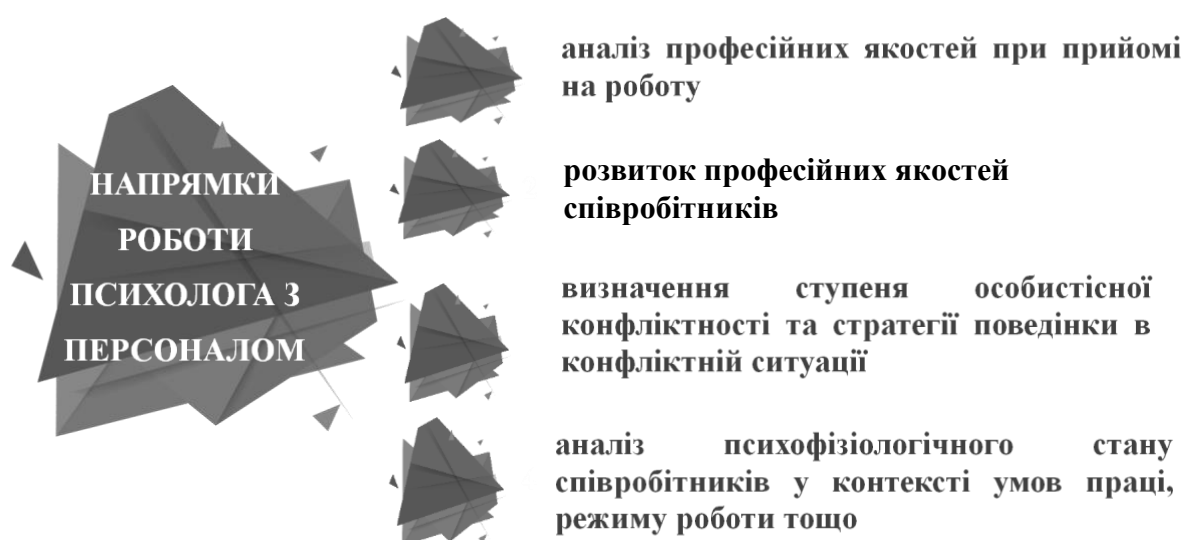 НАПРЯМКИ
РОБОТИ
ПСИХОЛОГА З
ПЕРСОНАЛОМ
аналіз професійних якостей при прийомі
на роботу
розвиток професійних якостей
співробітників
визначення ступеня особистісної
конфліктності та стратегії поведінки в
конфліктній ситуації
аналіз психофізіологічного стану
співробітників у контексті умов праці,
режиму роботи тощо